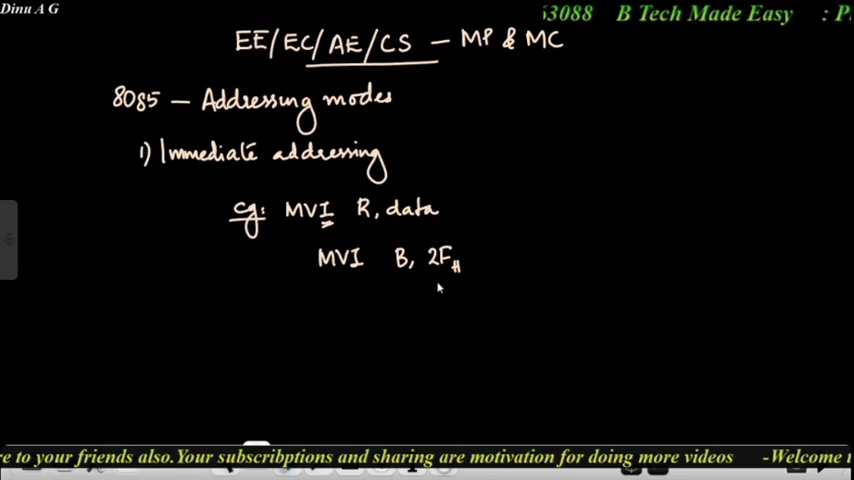 Dinu A G
53088 B Tech Made Easy : P
EE/EC/AE/CS - MP & MC
8085 - Addressing modes
1) Immediate addressing
eg: MVI R, data
MVI B, 2FH
re to your friends also.Your subscribptions and sharing are motivation for doing more videos -Welcome t